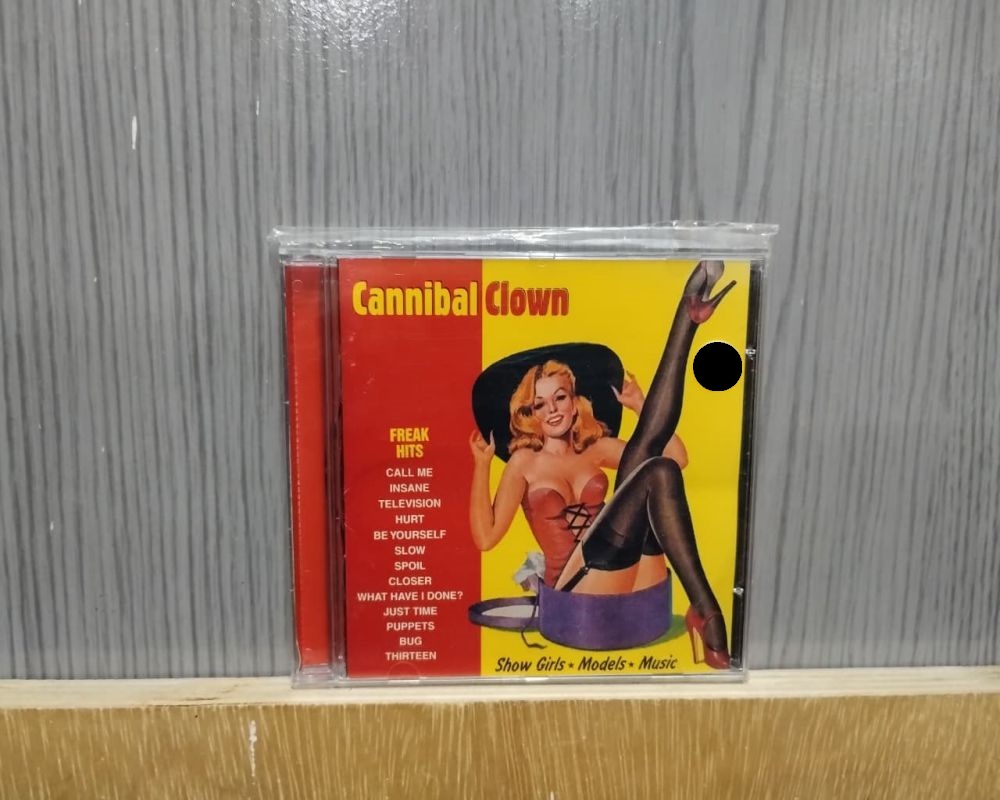 Cannibal Clown
FREAK
HITS
CALL ME
INSANE
TELEVISION
HURT
BE YOURSELF
SLOW
SPOIL
CLOSER
WHAT HAVE I DONE?
JUST TIME
PUPPETS
BUG
THIRTEEN
Show Girls ★ Models ★ Music